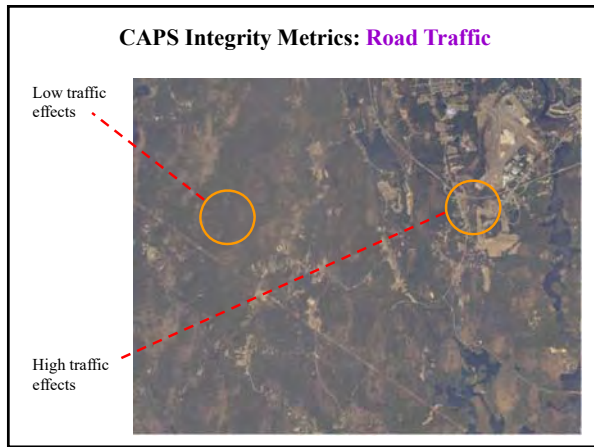 CAPS Integrity Metrics: Road Traffic
Low traffic
effects
High traffic
effects